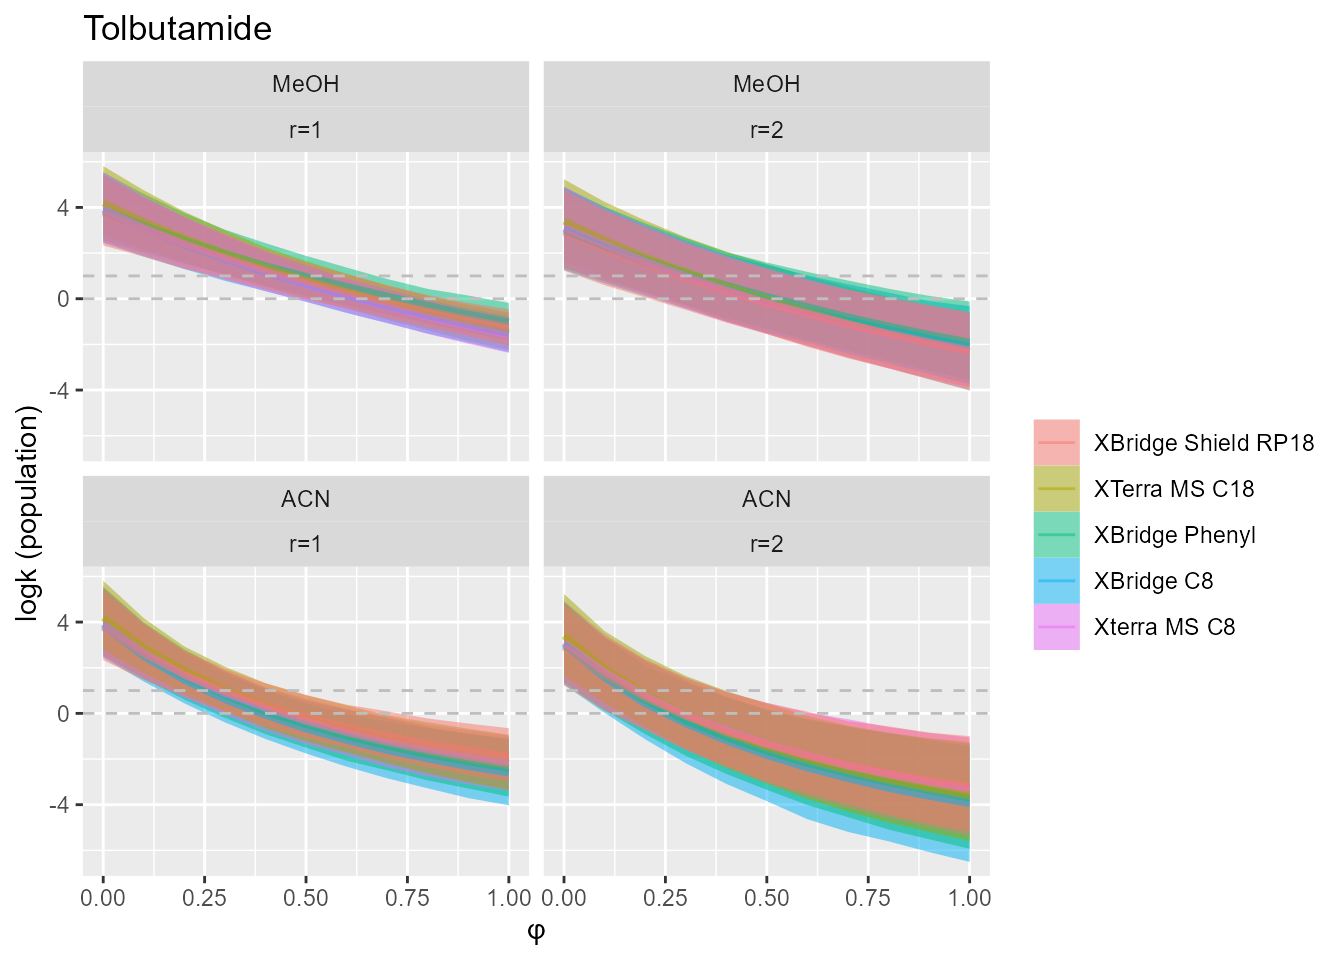 Tolbutamide
MeOH
MeOH
r=1
r=2
4
0
-4
ACN
ACN
r=1
r=2
4
0
-4
0.00
0.25
0.50
0.75
1.00
0.00
0.25
0.50
0.75
1.00
φ
logk (population)
XBridge Shield RP18
XTerra MS C18
XBridge Phenyl
XBridge C8
Xterra MS C8